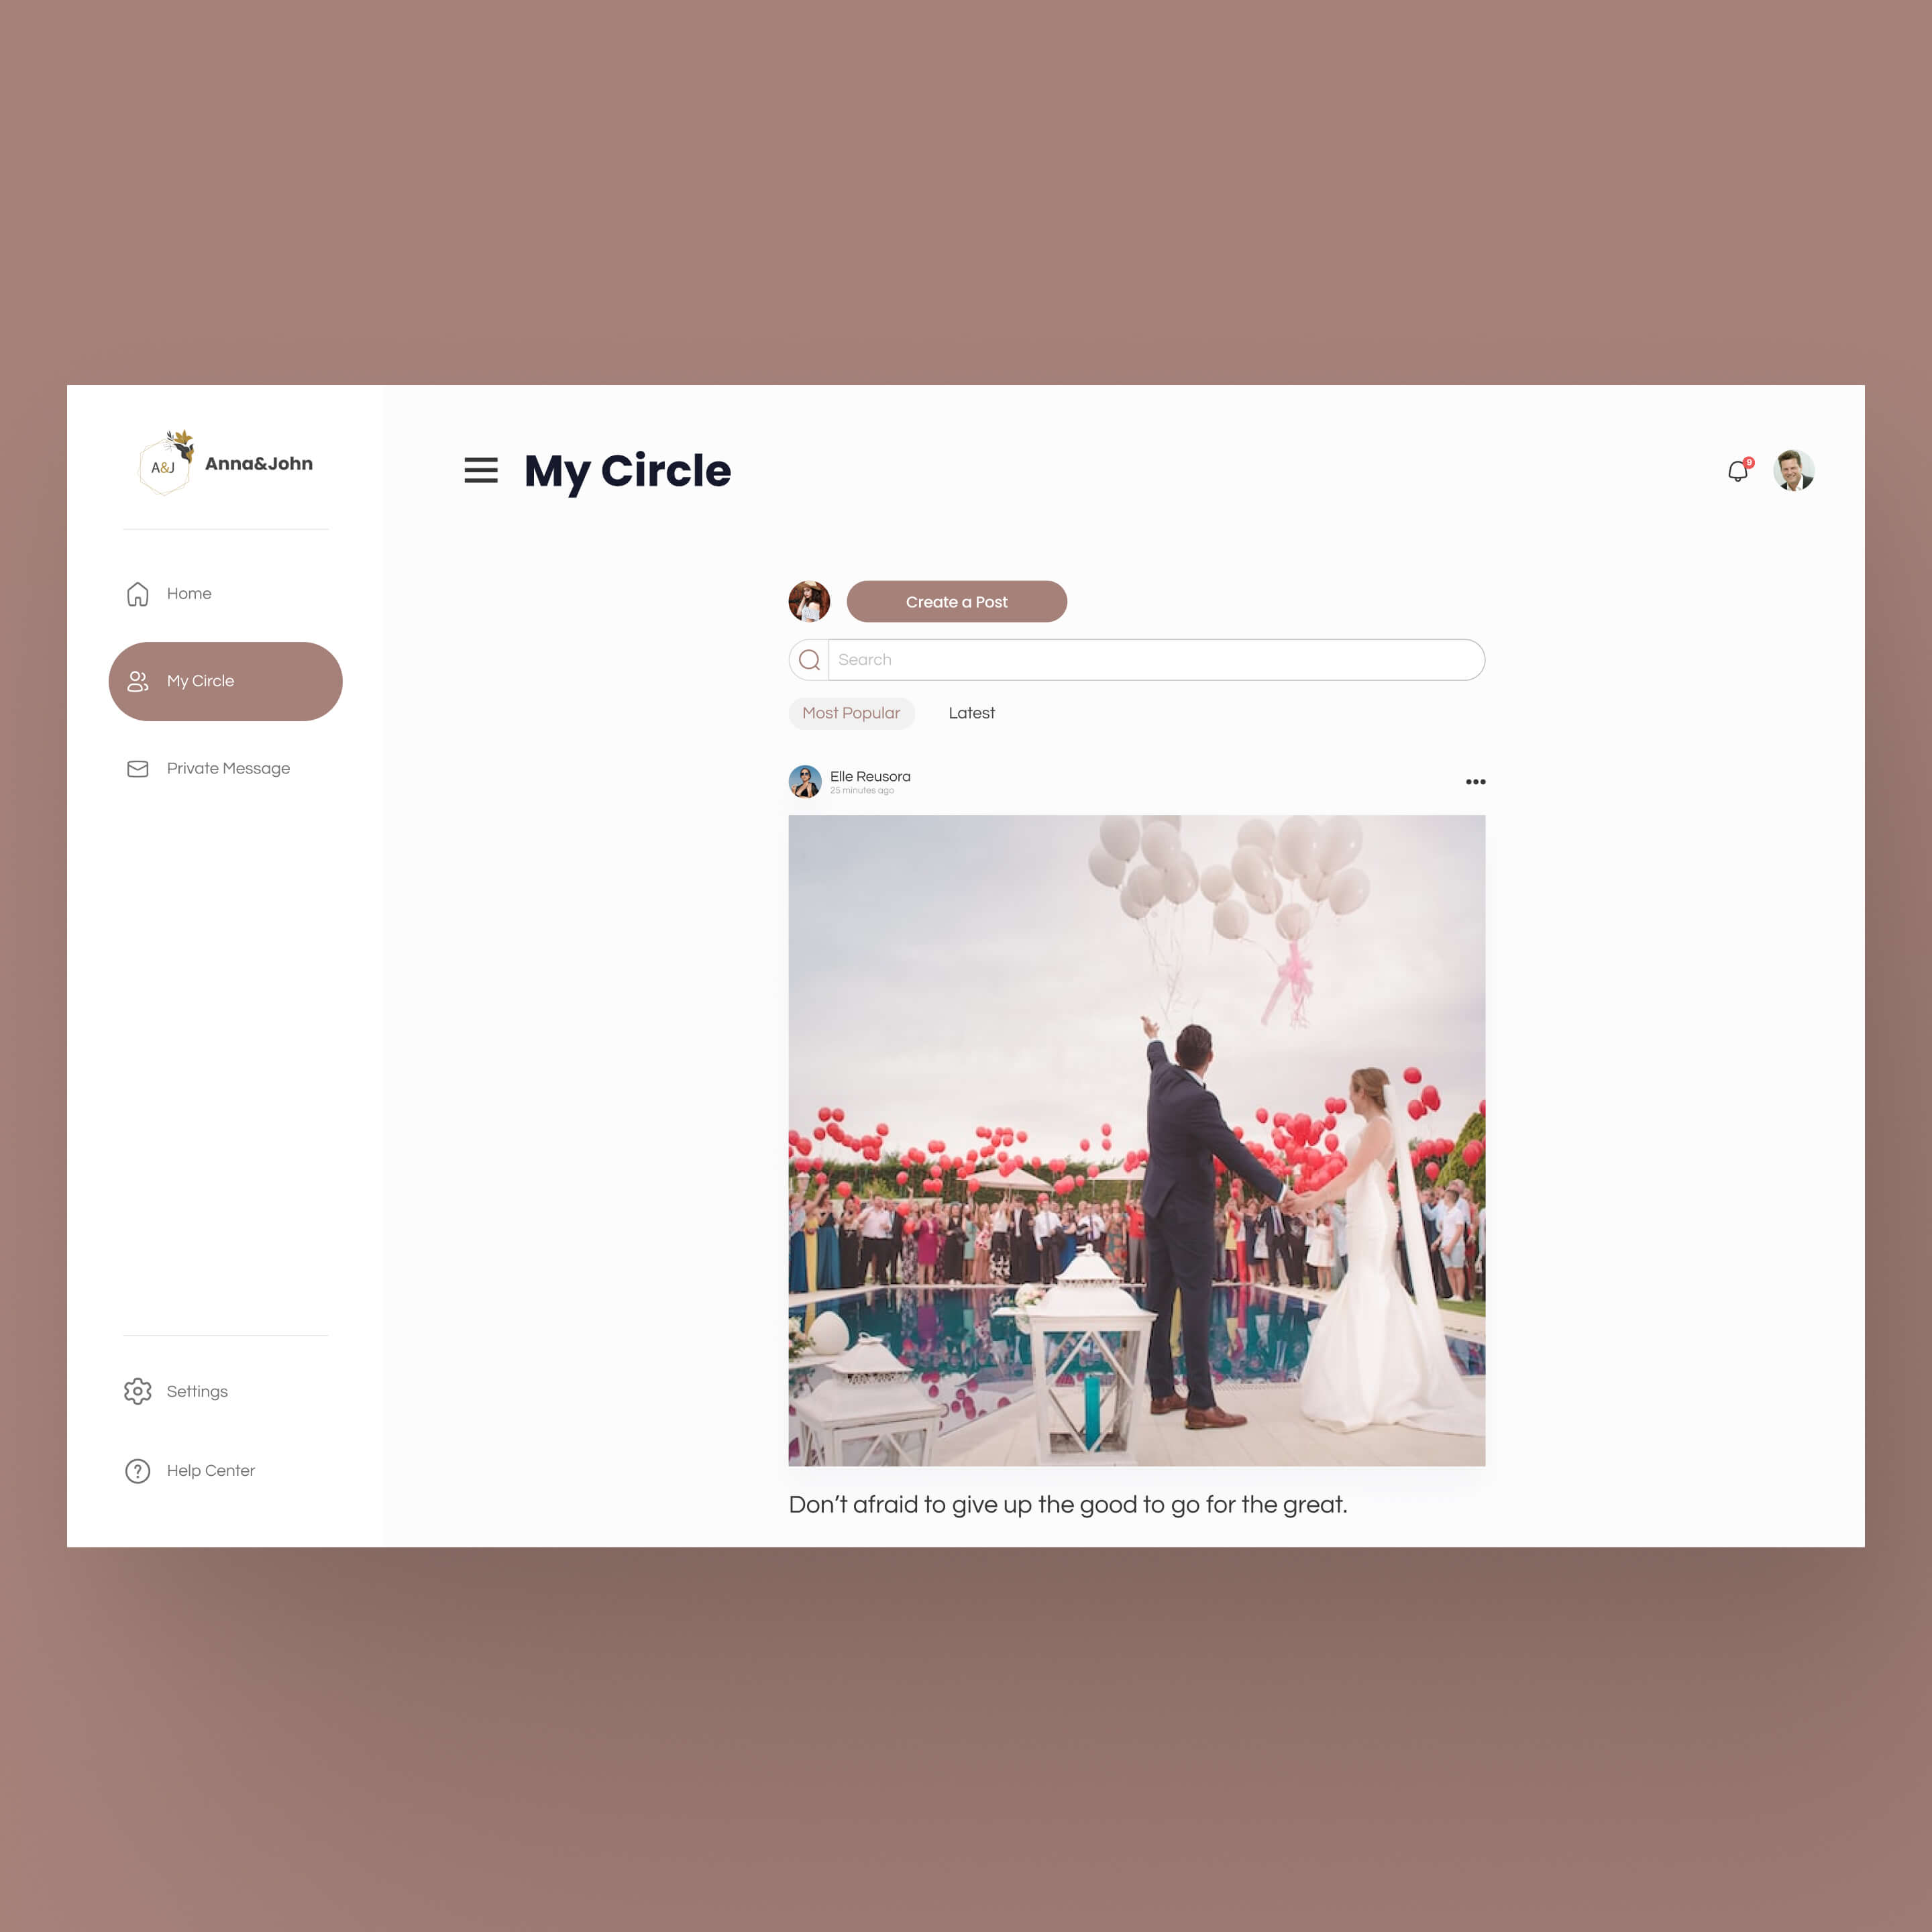 A&J
Anna&John
Home
My Circle
Private Message
Settings
Help Center
My Circle
9
Create a Post
Search
Most Popular
Latest
Elle Reusora
25 minutes ago
Don’t afraid to give up the good to go for the great.